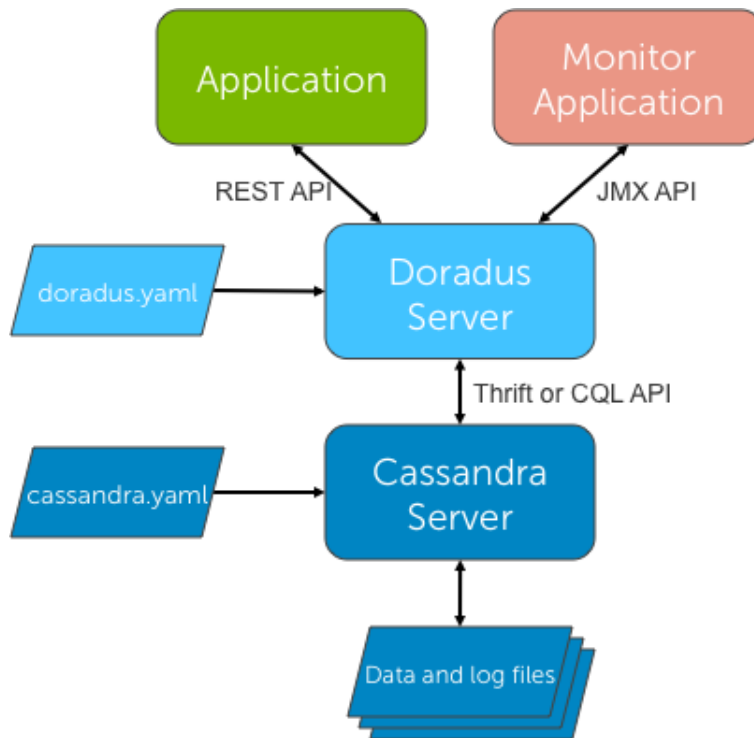 Application
Monitor
Application
REST API
JMX API
doradus.yaml
Doradus
Server
Thrift or CQL API
cassandra.yaml
Cassandra
Server
Data and log files